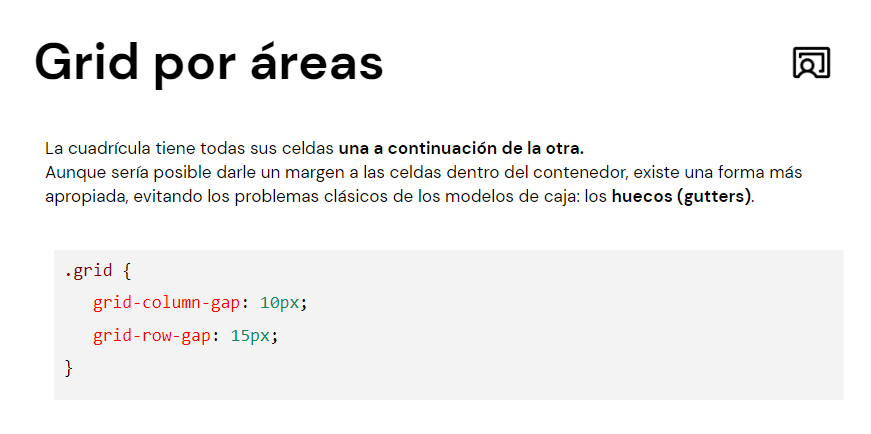 Grid por áreas
La cuadrícula tiene todas sus celdas una a continuación de la otra.
Aunque sería posible darle un margen a las celdas dentro del contenedor, existe una forma más
apropiada, evitando los problemas clásicos de los modelos de caja: los huecos (gutters).
.grid {
grid-column-gap: 10px;
grid-row-gap: 15px;
}